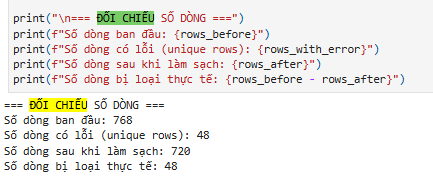 print("\n=== ĐỐI CHIẾU SỐ DÒNG ===")
print(f"Số dòng ban đầu: {rows_before}")
print(f"Số dòng có lỗi (unique rows): {rows_with_error}")
print(f"Số dòng sau khi làm sạch: {rows_after}")
print(f"Số dòng bị loại thực tế: {rows_before - rows_after}")
=== ĐỐI CHIẾU SỐ DÒNG ===
Số dòng ban đầu: 768
Số dòng có lỗi (unique rows): 48
Số dòng sau khi làm sạch: 720
Số dòng bị loại thực tế: 48